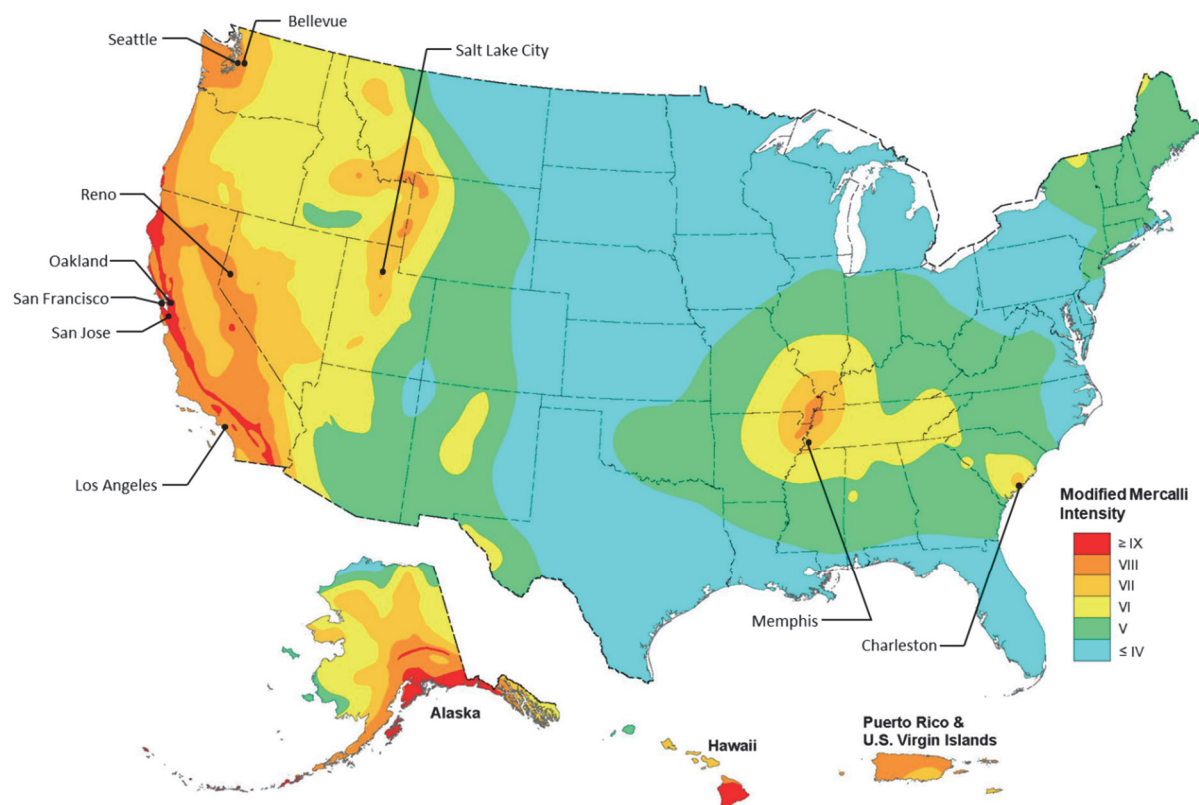 Bellevue
Seattle
Salt Lake City
Reno
Oakland
San Francisco
San Jose
Los Angeles
Modified Mercalli
Intensity
≥ IX
VIII
VII
VI
V
≤ IV
Memphis
Charleston
Alaska
Hawaii
Puerto Rico &
U.S. Virgin Islands